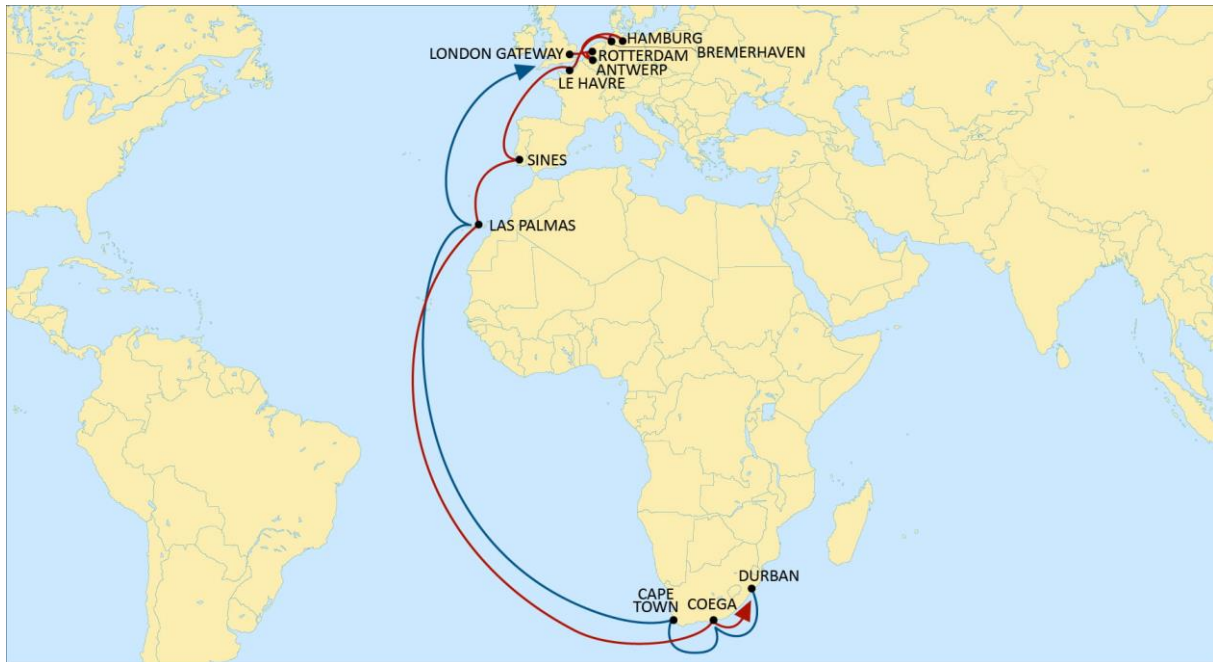 HAMBURG
LONDON GATEWAY
ROTTERDAM
BREMERHAVEN
ANTWERP
LE HAVRE
SINES
LAS PALMAS
DURBAN
CAPE
TOWN
COEGA